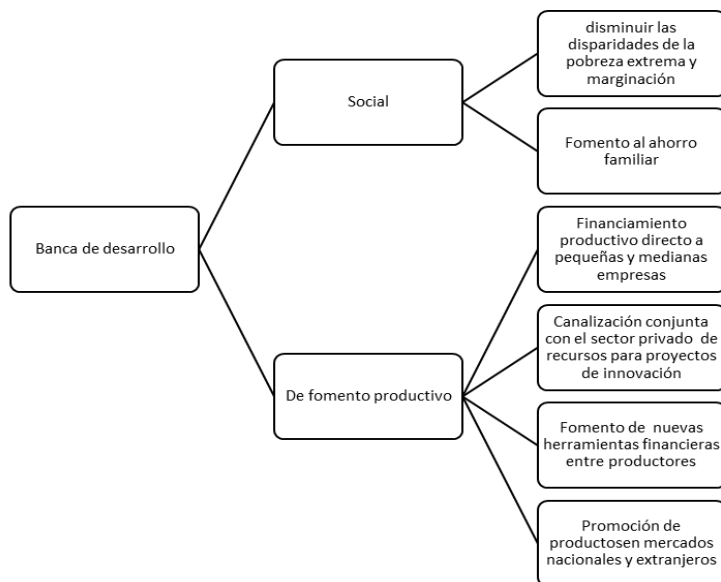 disminuir las
disparidades de la
pobreza extrema y
marginación
Social
Fomento al ahorro
familiar
Banca de desarrollo
Financiamiento
productivo directo a
pequeñas y medianas
empresas
Canalización conjunta
con el sector privado de
recursos para proyectos
de innovación
De fomento productivo
Fomento de nuevas
herramientas financieras
entre productores
Promoción de
productosen mercados
nacionales y extranjeros